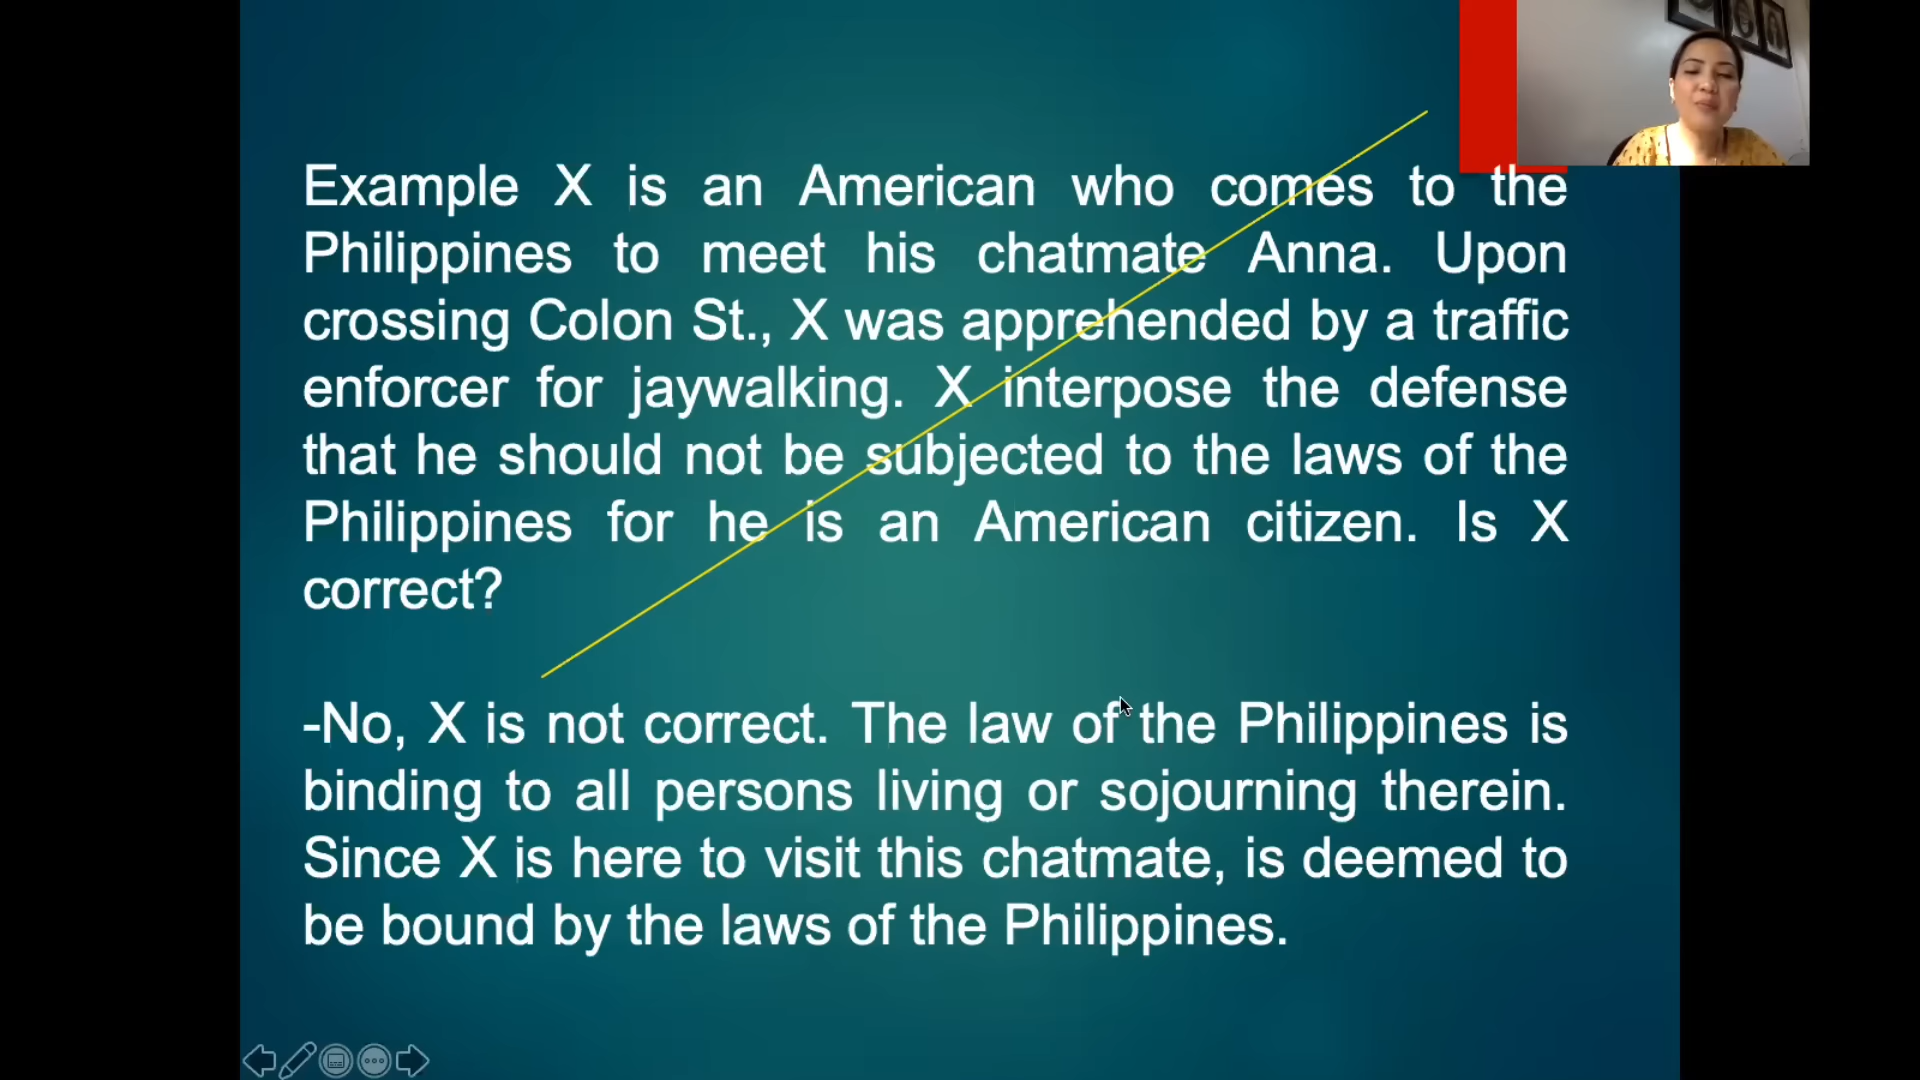 Example X is an American who comes to the
Philippines to meet his chatmate Anna. Upon
crossing Colon St., X was apprehended by a traffic
enforcer for jaywalking. X interpose the defense
that he should not be subjected to the laws of the
Philippines for he is an American citizen. Is X
correct?
-No, X is not correct. The law of the Philippines is
binding to all persons living or sojourning therein.
Since X is here to visit this chatmate, is deemed to
be bound by the laws of the Philippines.